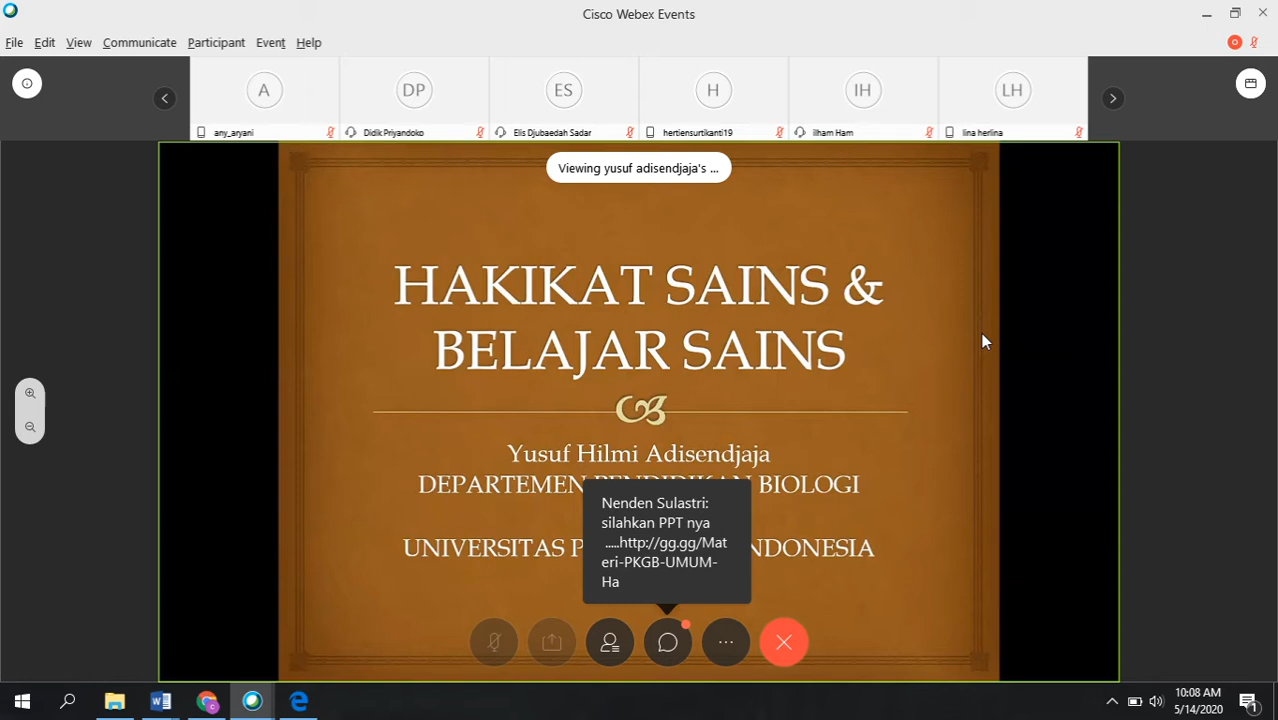 Cisco Webex Events
File Edit View Communicate Participant Event Help
A DP ES H IH LH
any_aryani Didik Priyandoko Elis Djubaedah Sadar hertiensurtikanti19 ilham Ham lina herlina
Viewing yusuf adisendjaja's ...
HAKIKAT SAINS &
BELAJAR SAINS
Yusuf Hilmi Adisendjaja
DEPARTEMEN PENDIDIKAN BIOLOGI
UNIVERSITAS P NDONESIA
Nenden Sulastri:
silahkan PPT nya
.....http://gg.gg/Mat
eri-PKGB-UMUM-
Ha
10:08 AM
5/14/2020
1